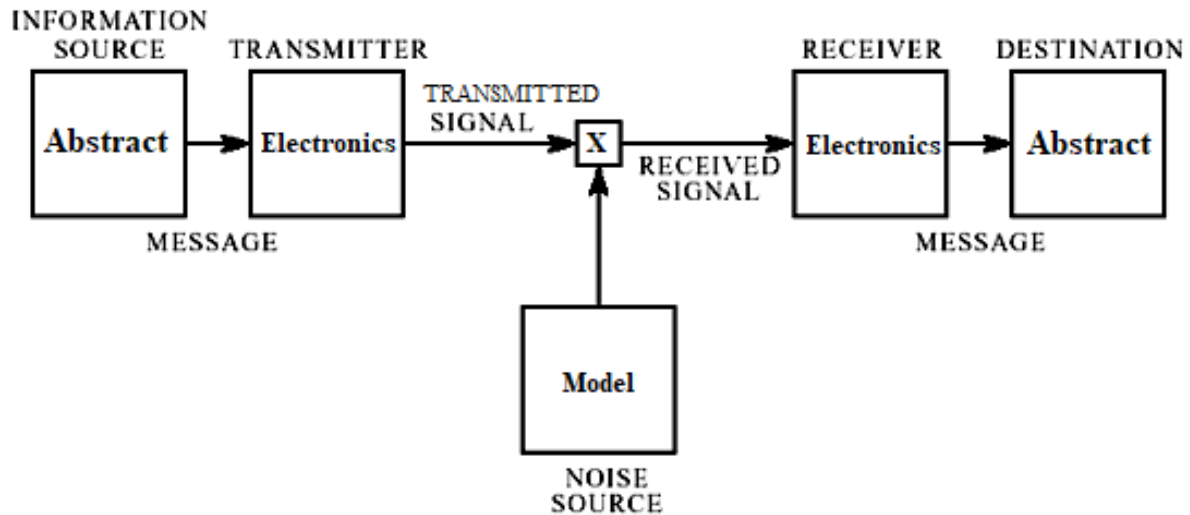 INFORMATION
SOURCE
TRANSMITTER
RECEIVER
DESTINATION
Abstract
Electronics
TRANSMITTED
SIGNAL
X
RECEIVED
SIGNAL
Electronics
Abstract
MESSAGE
MESSAGE
Model
NOISE
SOURCE